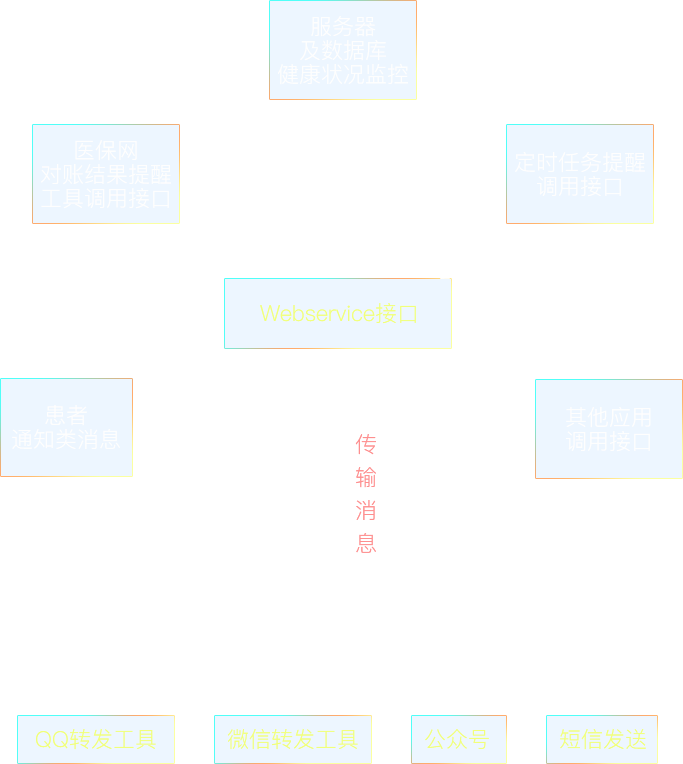 服务器
及数据库
健康状况监控
医保网
对账结果提醒
工具调用接口
定时任务提醒
调用接口
Webservice接口
患者
通知类消息
其他应用
调用接口
传
输
消
息
QQ转发工具
微信转发工具
公众号
短信发送